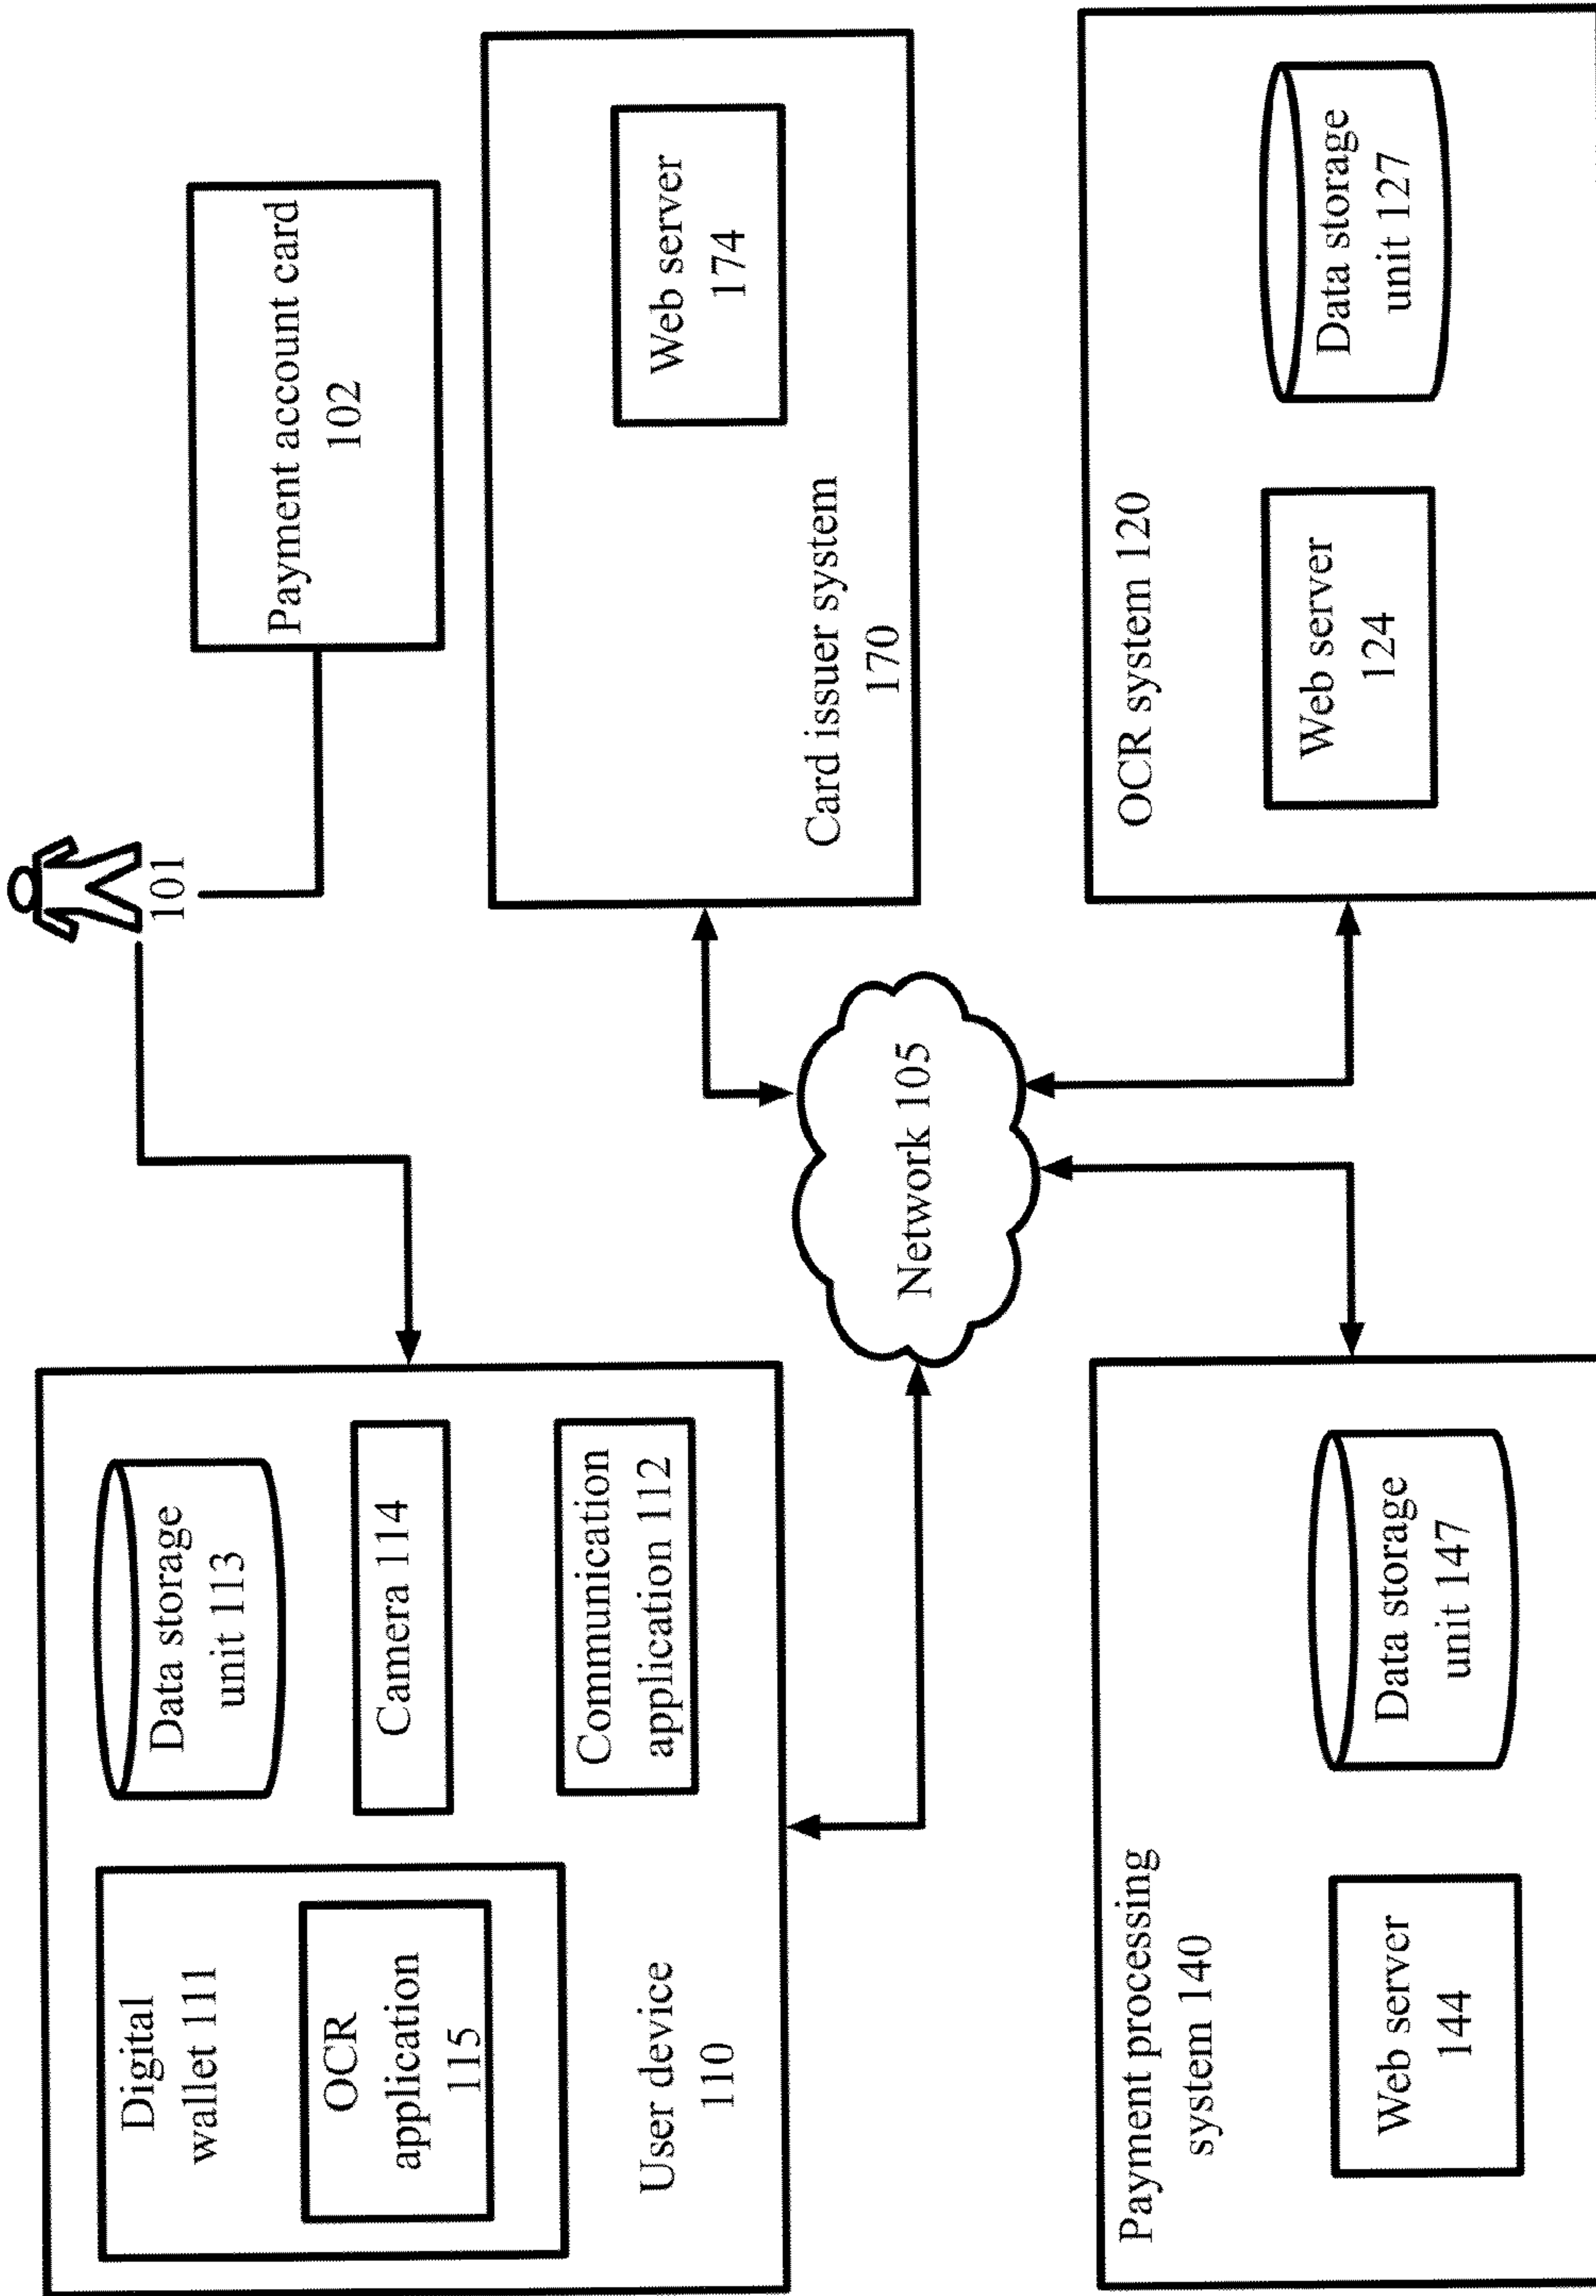 101
Payment account card
102
Digital
wallet 111
OCR
application
115
Data storage
unit 113
Camera 114
Communication
application 112
User device
110
Web server
174
Card issuer system
170
Network 105
Payment processing
system 140
Web server
144
Data storage
unit 147
OCR system 120
Web server
124
Data storage
unit 127